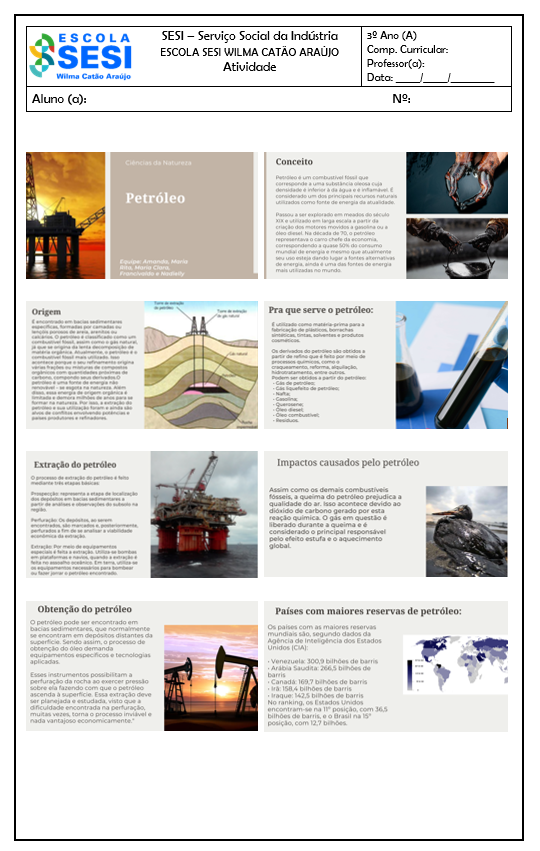 ESCOLA
SESI
Wilma Catão Araújo
SESI – Serviço Social da Indústria
ESCOLA SESI WILMA CATÃO ARAÚJO
Atividade
3º Ano (A)
Comp. Curricular:
Professor(a):
Data: ____/____/_______
Aluno (a):
Nº:
Ciências da Natureza
Petróleo
Equipe: Amanda, Maria
Rita, Maria Clara,
Francivaldo e Nadielly
Conceito
Petróleo é um combustível fóssil que
corresponde a uma substância oleosa cuja
densidade é inferior à da água e é inflamável. É
considerado um dos principais recursos naturais
utilizados como fonte de energia da atualidade.
Passou a ser explorado em meados do século
XIX e utilizado em larga escala a partir da
criação dos motores movidos a gasolina ou a
óleo diesel. Na década de 70, o petróleo
representava o carro chefe da economia,
correspondendo a quase 50% do consumo
mundial de energia e mesmo que atualmente
seu uso esteja dando lugar a fontes alternativas
de energia, ainda é uma das fontes de energia
mais utilizadas no mundo.
Origem
É encontrado em bacias sedimentares
específicas, formadas por camadas ou
lençóis porosos de areia, arenitos ou
calcários. O petróleo é classificado como um
combustível fóssil, assim como o gás natural,
já que se origina da lenta decomposição de
matéria orgânica. Atualmente, o petróleo é o
combustível fóssil mais utilizado. Isso
acontece porque o seu refinamento origina
várias frações ou misturas de compostos
orgânicos com quantidades próximas de
carbono, compondo seus derivados.O
petróleo é uma fonte de energia não
renovável – se esgota na natureza. Além
disso, essa energia de origem orgânica é
limitada e demora milhões de anos para se
formar na natureza. Por isso, a extração do
petróleo e sua utilização foram e ainda são
alvos de conflitos envolvendo potências e
países produtores e refinadores.
Torre de extração
de petróleo
Torre de extração
de gás natural
Gás natural
Pra que serve o petróleo:
É utilizado como matéria-prima para a
fabricação de plásticos, borrachas
sintéticas, tintas, solventes e produtos
cosméticos.
Os derivados do petróleo são obtidos a
partir de refino que é feito por meio de
processos químicos, como o
craqueamento, reforma, alquilação,
hidrotratamento, entre outros.
Podem ser obtidos a partir do petróleo:
- Gás de petróleo;
- Gás liquefeito de petróleo;
- Nafta;
- Gasolina;
- Querosene;
- Óleo diesel;
- Óleo combustível;
- Resíduos.
Extração do petróleo
O processo de extração do petróleo é feito
mediante três etapas básicas:
Prospecção: representa a etapa de localização
dos depósitos em bacias sedimentares a
partir de análises e observações do subsolo na
região.
Perfuração: Os depósitos, ao serem
encontrados, são marcados e, posteriormente,
perfurados a fim de se analisar a viabilidade
econômica da extração.
Extração: Por meio de equipamentos
especiais é feita a extração. Utiliza-se bombas
em plataformas e navios, quando a extração é
feita no assoalho oceânico. Em terra, utiliza-se
os equipamentos necessários para bombear
ou fazer jorrar o petróleo encontrado.
Impactos causados pelo petróleo
Assim como os demais combustíveis
fósseis, a queima do petróleo prejudica a
qualidade do ar. Isso acontece devido ao
dióxido de carbono gerado por esta
reação química. O gás em questão é
liberado durante a queima e é
considerado o principal responsável
pelo efeito estufa e o aquecimento
global.
Obtenção do petróleo
O petróleo pode ser encontrado em
bacias sedimentares, que normalmente
se encontram em depósitos distantes da
superfície. Sendo assim, o processo de
obtenção do óleo demanda
equipamentos específicos e tecnologias
aplicadas.
Esses instrumentos possibilitam a
perfuração da rocha ao exercer pressão
sobre ela fazendo com que o petróleo
ascenda à superfície. Essa extração deve
ser planejada e estudada, visto que a
dificuldade encontrada na perfuração,
muitas vezes, torna o processo inviável e
nada vantajoso economicamente."
Países com maiores reservas de petróleo:
Os países com as maiores reservas
mundiais são, segundo dados da
Agência de Inteligência dos Estados
Unidos (CIA):
- Venezuela: 300,9 bilhões de barris
- Arábia Saudita: 266,5 bilhões de
barris
- Canadá: 169,7 bilhões de barris
- Irã: 158,4 bilhões de barris
- Iraque: 142,5 bilhões de barris
No ranking, os Estados Unidos
encontram-se na 11ª posição, com 36,5
bilhões de barris, e o Brasil na 15ª
posição, com 12,7 bilhões.